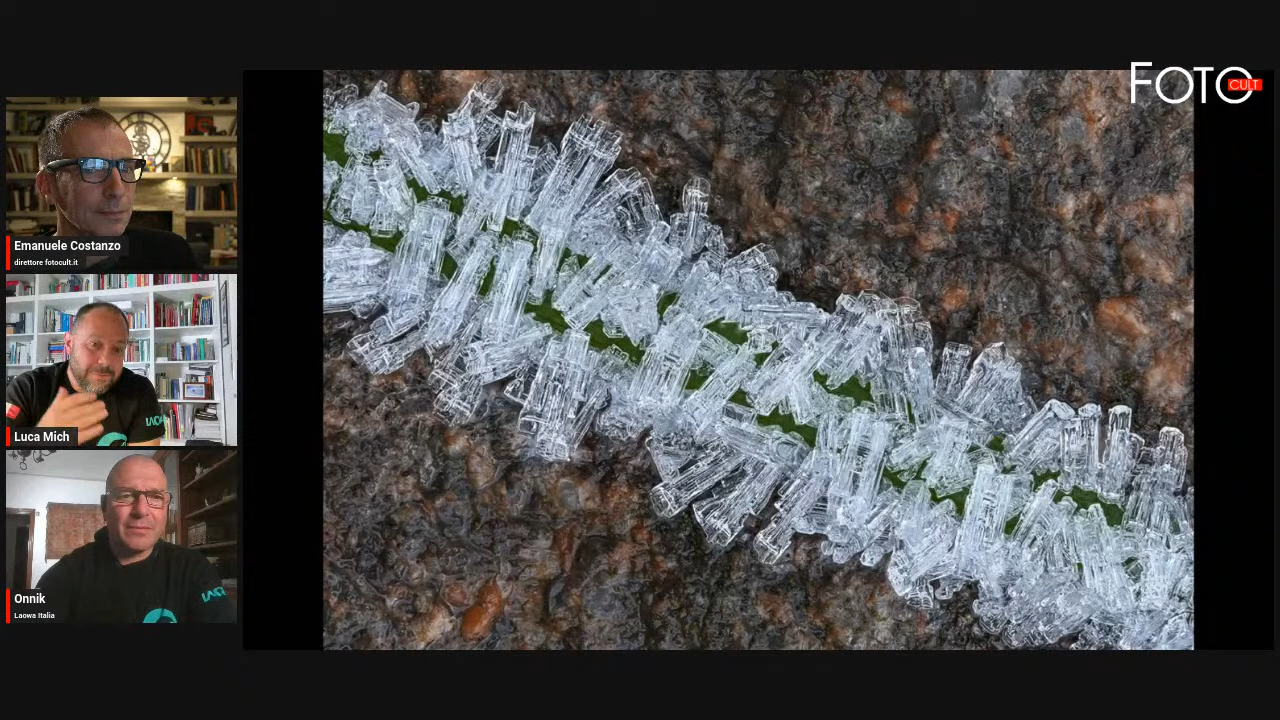 FOTO
CULT
Emanuele Costanzo
direttore fotocult.it
Luca Mich
Onnik
Laowa Italia